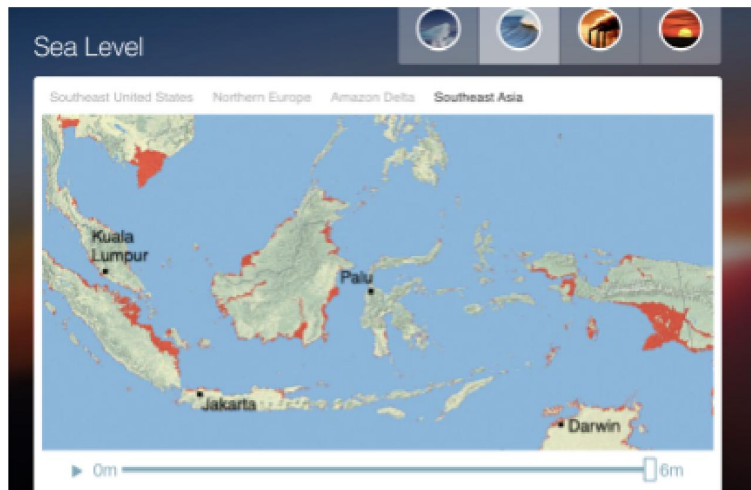 Sea Level
Southeast United States Northern Europe Amazon Delta Southeast Asia
Kuala
Lumpur
Palu
Jakarta
Darwin
0m 6m